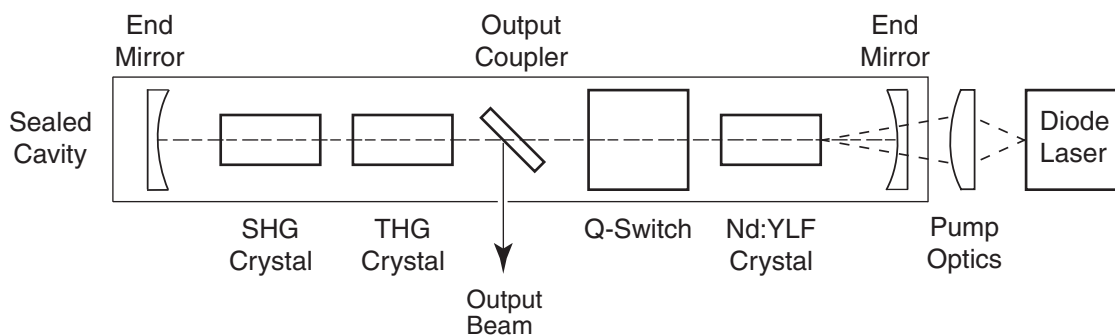 End
Mirror
Output
Coupler
End
Mirror
Sealed
Cavity
Diode
Laser
SHG
Crystal
THG
Crystal
Q-Switch
Nd:YLF
Crystal
Pump
Optics
Output
Beam